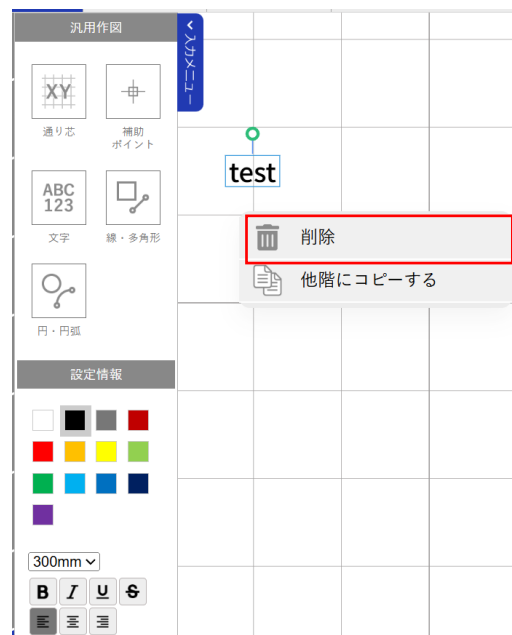 汎用作図
入力メニュー
XY
通り芯
補助
ポイント
ABC
123
文字
線・多角形
円・円弧
設定情報
300mm
B I U S
test
削除
他階にコピーする